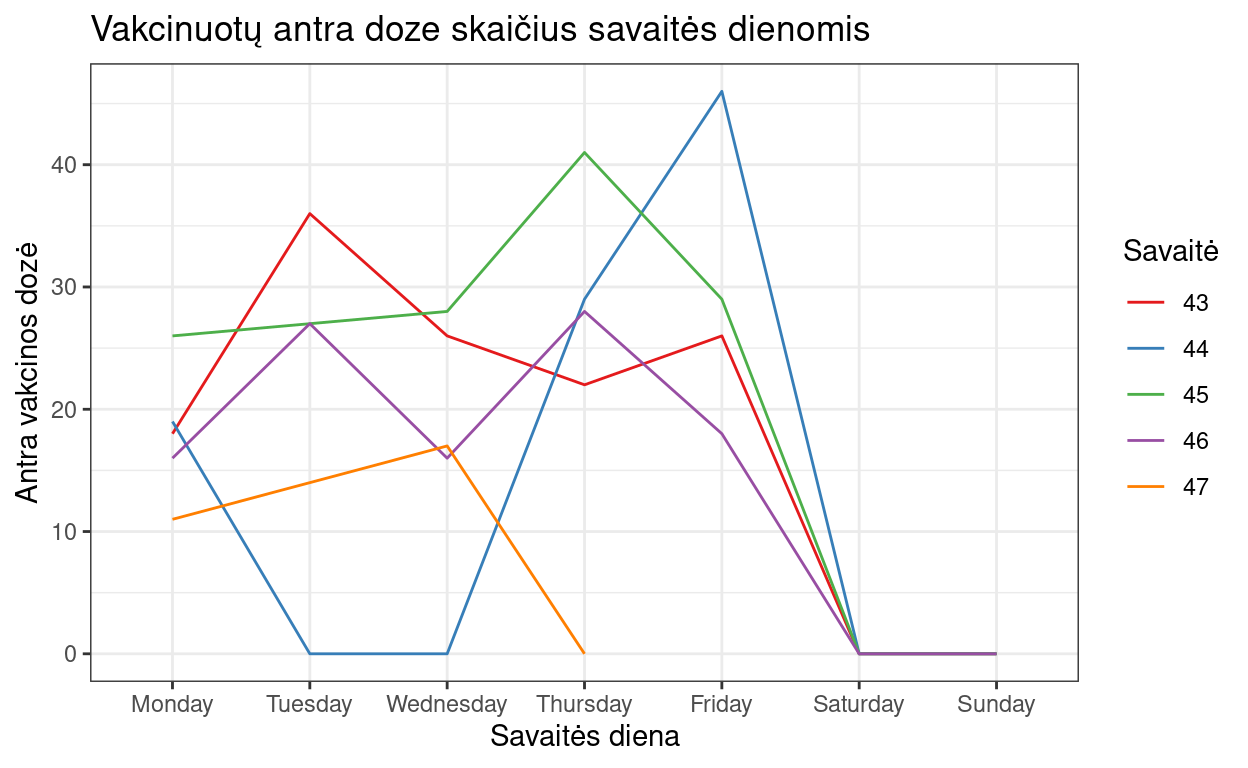 Vakcinuotų antra doze skaičius savaitės dienomis
Antra vakcinos dozė
40
30
20
10
0
Monday Tuesday Wednesday Thursday Friday Saturday Sunday
Savaitės diena
Savaitė
43
44
45
46
47